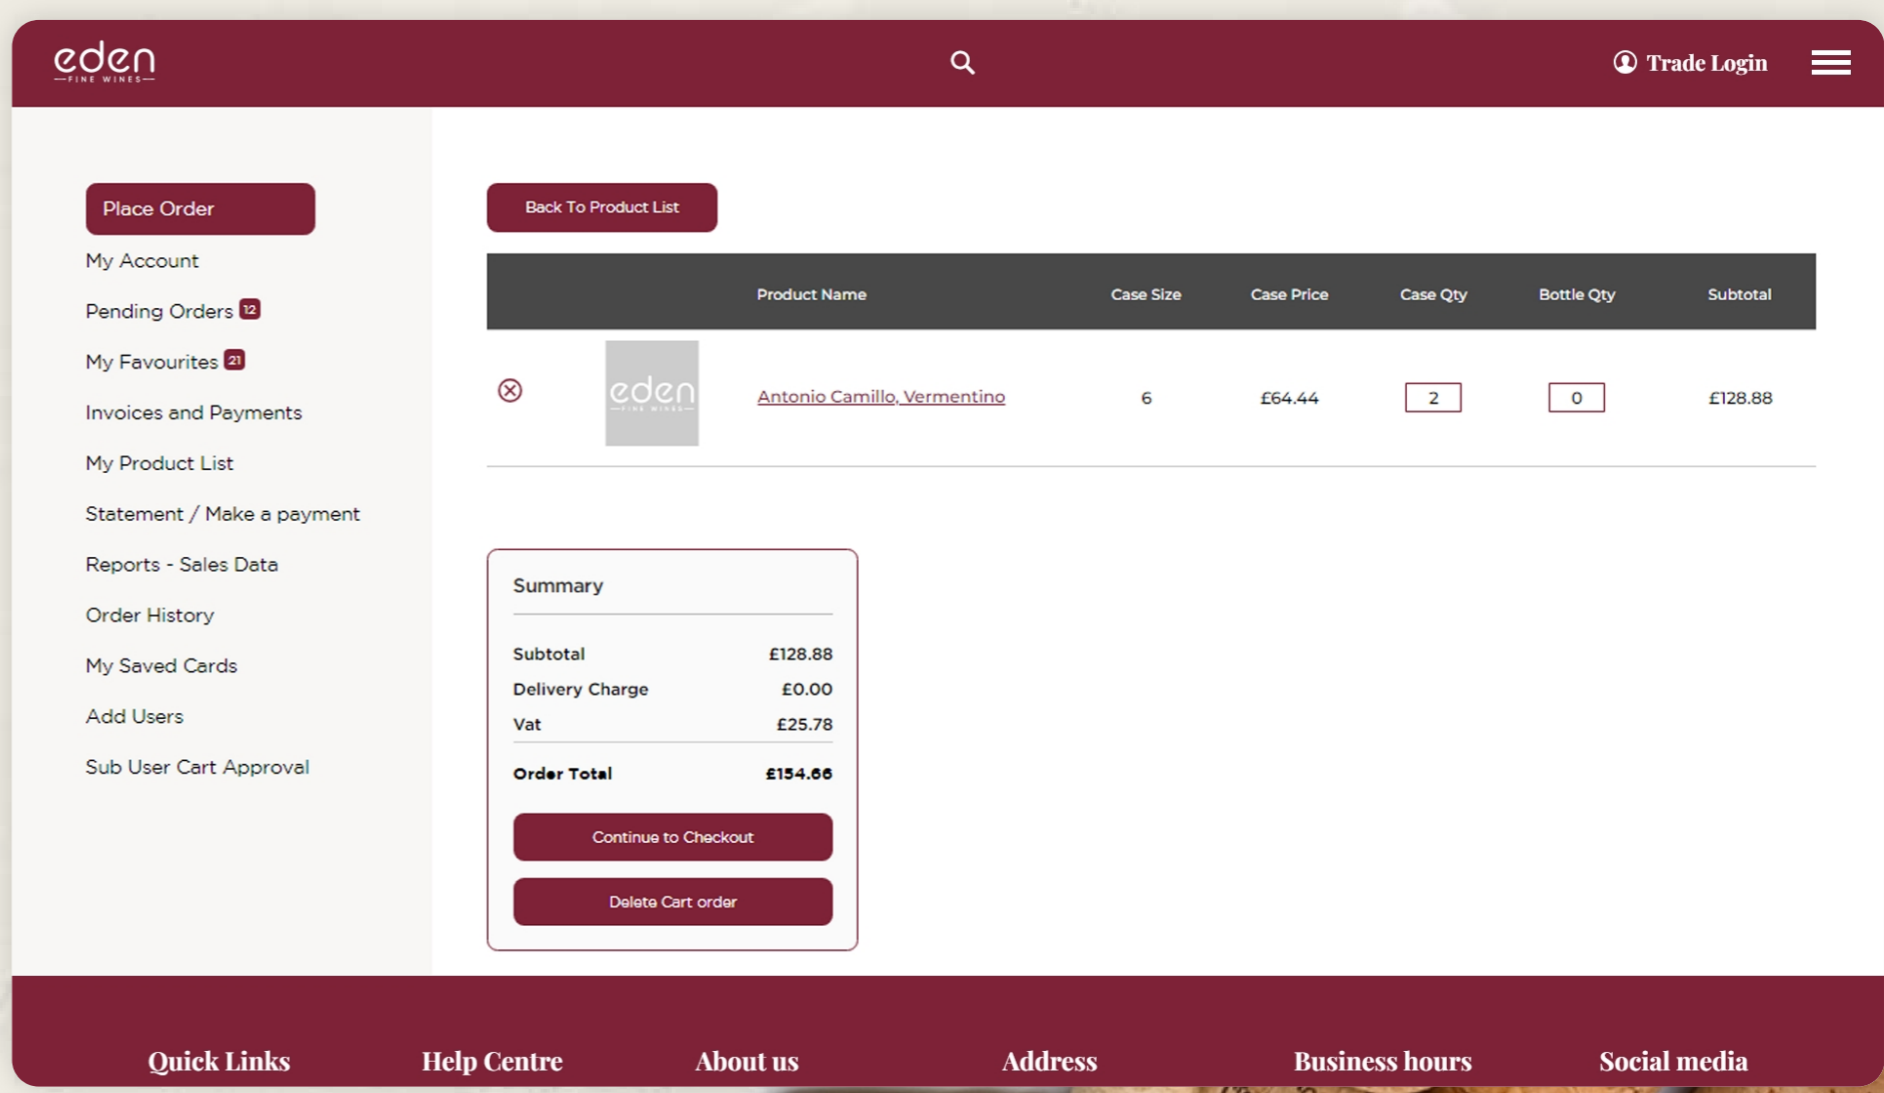 eden
FINE WINES
Trade Login
Place Order
My Account
Pending Orders 12
My Favourites 21
Invoices and Payments
My Product List
Statement / Make a payment
Reports - Sales Data
Order History
My Saved Cards
Add Users
Sub User Cart Approval
Back To Product List
Product Name Case Size Case Price Case Qty Bottle Qty Subtotal
eden
FINE WINES
Antonio Camillo, Vermentino 6 £64.44 2 0 £128.88
Summary
Subtotal £128.88
Delivery Charge £0.00
Vat £25.78
Order Total £154.66
Continue to Checkout
Delete Cart order
Quick Links Help Centre About us Address Business hours Social media